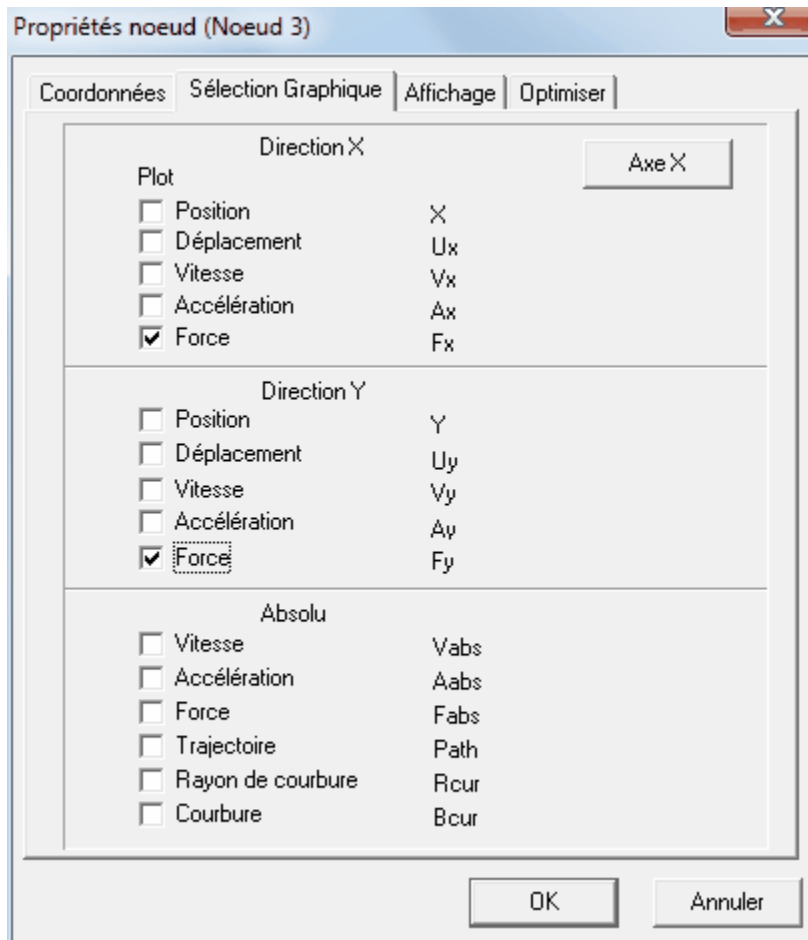 Propriétés noeud (Noeud 3)
X
Coordonnées Sélection Graphique Affichage Optimiser
Direction X
Axe X
Plot
Position X
Déplacement Ux
Vitesse Vx
Accélération Ax
Force Fx
Direction Y
Position Y
Déplacement Uy
Vitesse Vy
Accélération Ay
Force Fy
Absolu
Vitesse Vabs
Accélération Aabs
Force Fabs
Trajectoire Path
Rayon de courbure Rcur
Courbure Bcur
OK Annuler